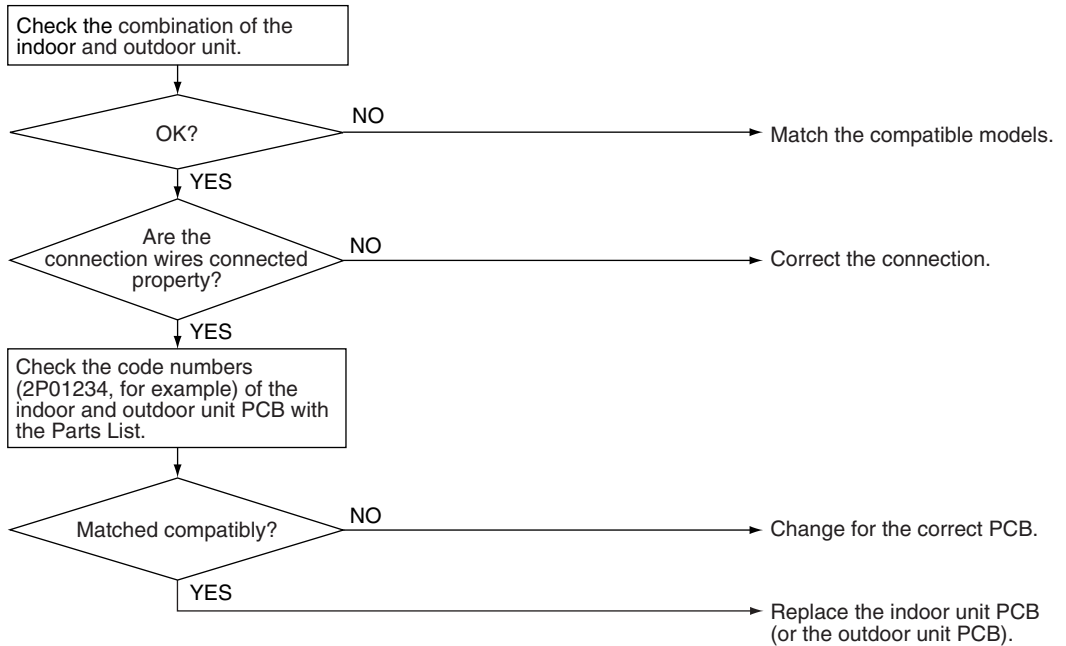 Check the combination of the
indoor and outdoor unit.
OK?
NO
Match the compatible models.
YES
Are the
connection wires connected
property?
NO
Correct the connection.
YES
Check the code numbers
(2P01234, for example) of the
indoor and outdoor unit PCB with
the Parts List.
Matched compatibly?
NO
Change for the correct PCB.
YES
Replace the indoor unit PCB
(or the outdoor unit PCB).